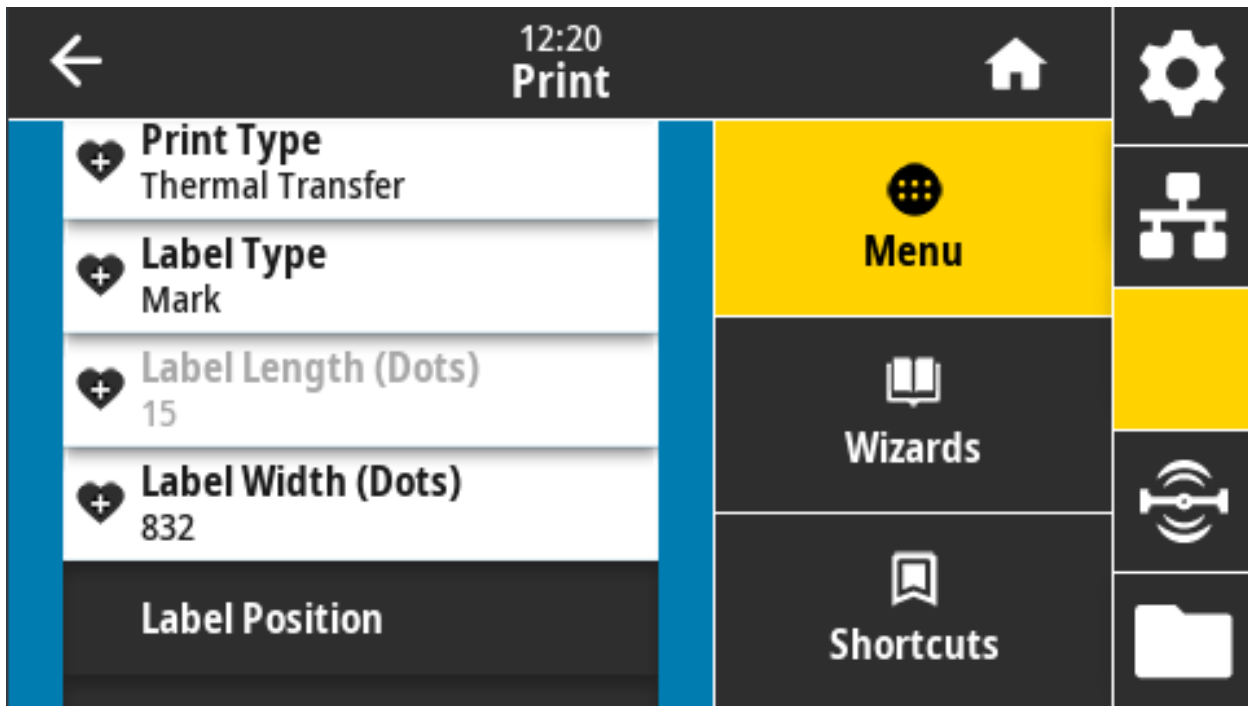 12:20
Print
Print Type
Thermal Transfer
Label Type
Mark
Label Length (Dots)
15
Label Width (Dots)
832
Label Position
Menu
Wizards
Shortcuts